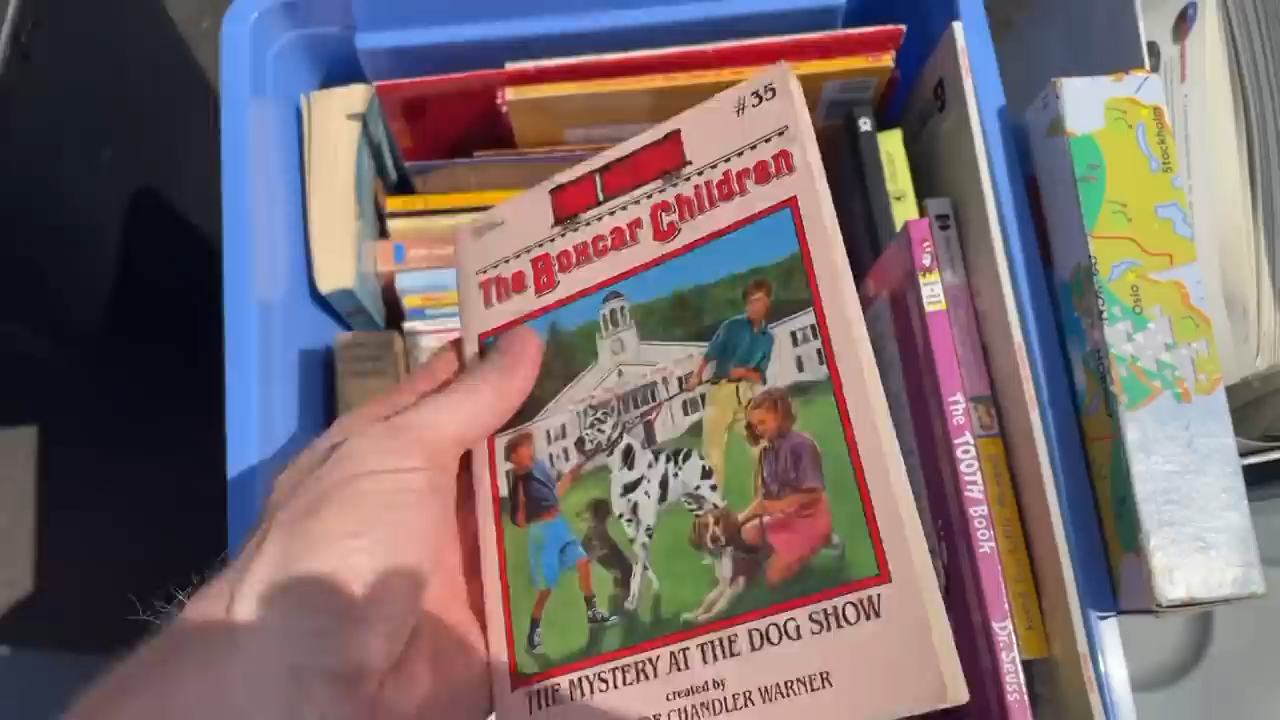 #35
The Boxcar Children
THE MYSTERY AT THE DOG SHOW
created by
CHANDLER WARNER
The TOOTH Book
Dr. Seuss
9
Stockholm
Oslo